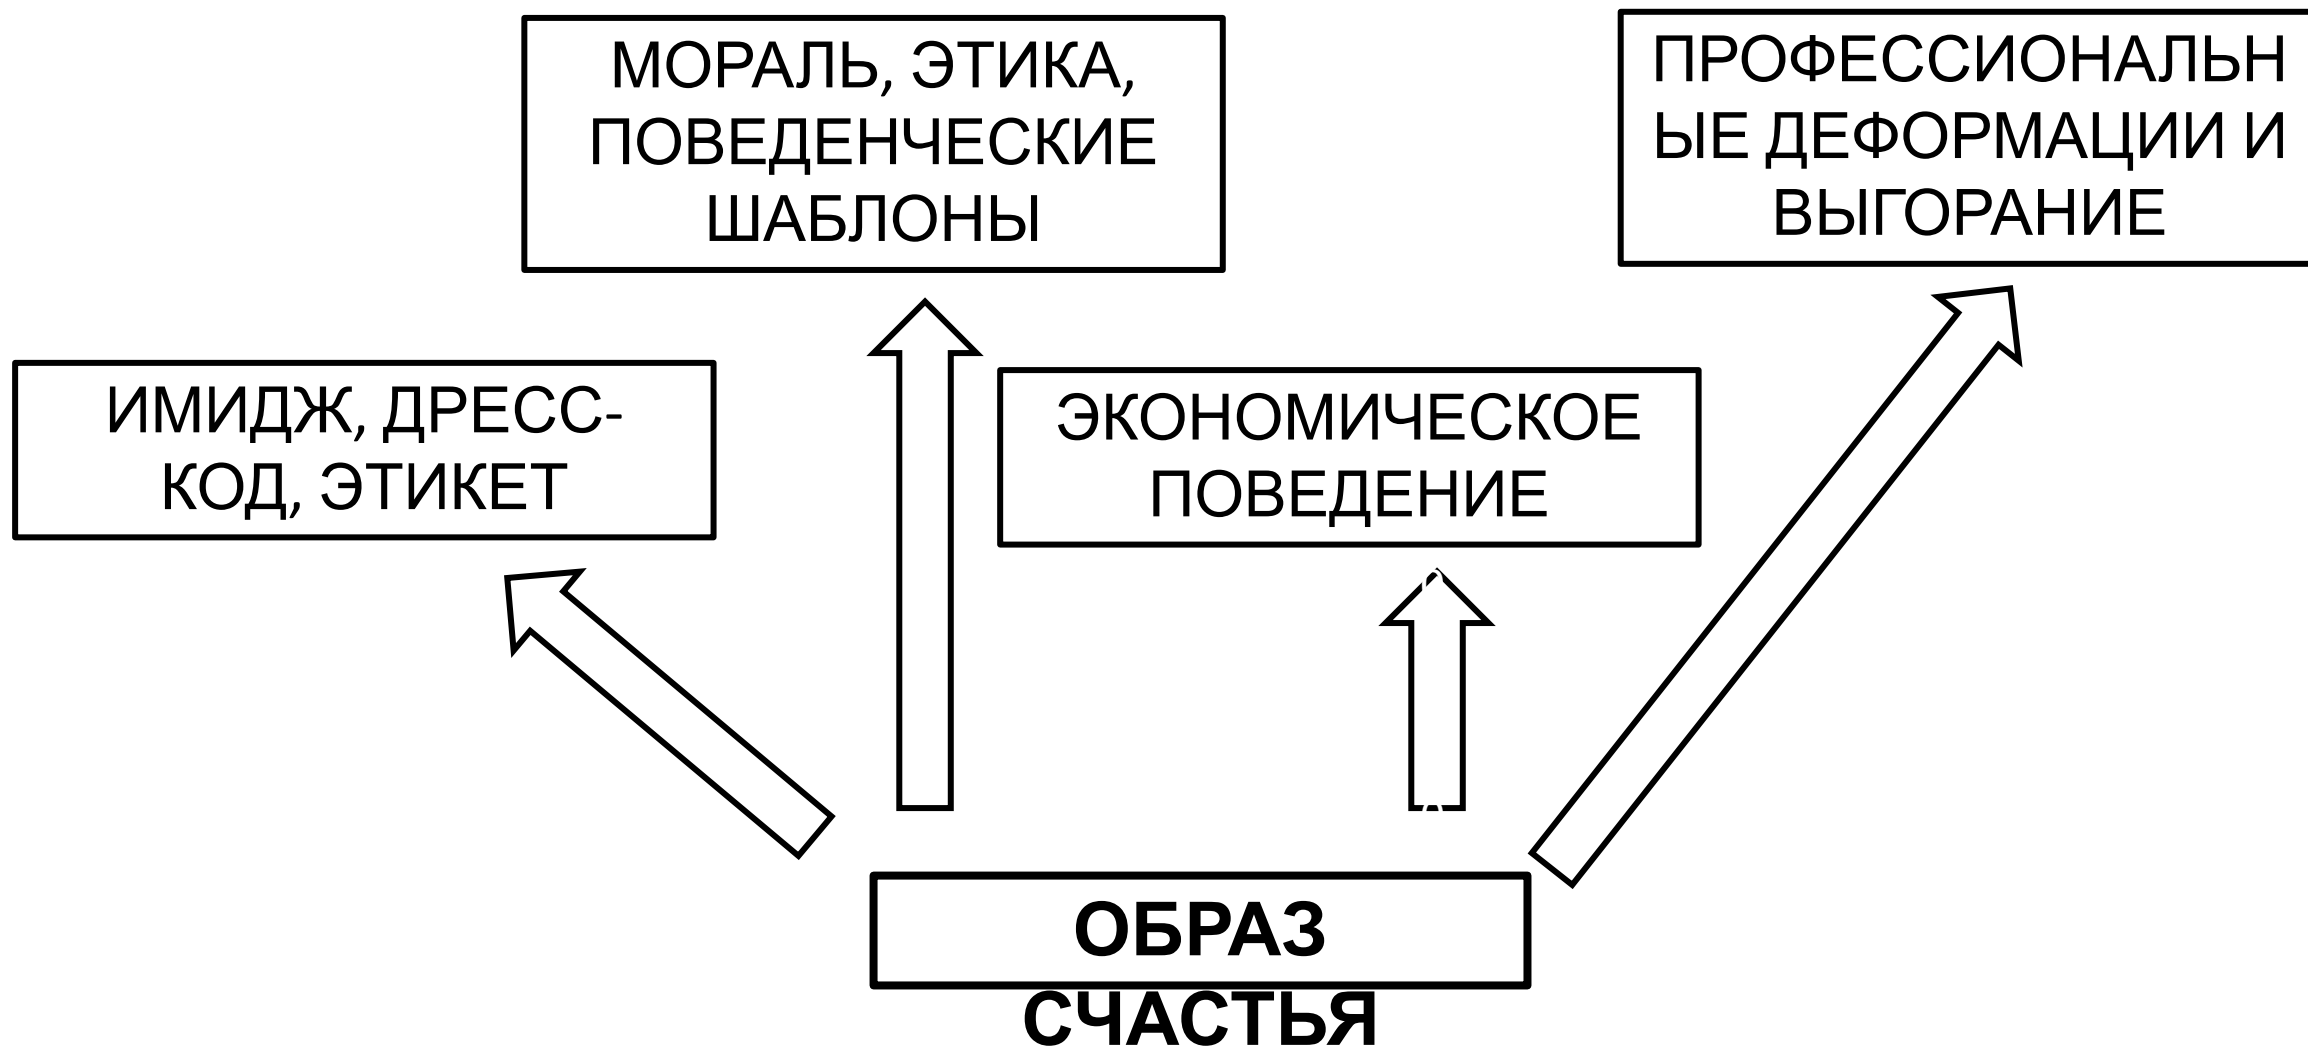 МОРАЛЬ, ЭТИКА,
ПОВЕДЕНЧЕСКИЕ
ШАБЛОНЫ
ПРОФЕССИОНАЛЬН
ЫЕ ДЕФОРМАЦИИ И
ВЫГОРАНИЕ
ИМИДЖ, ДРЕСС-
КОД, ЭТИКЕТ
ЭКОНОМИЧЕСКОЕ
ПОВЕДЕНИЕ
ОБРАЗ
СЧАСТЬЯ